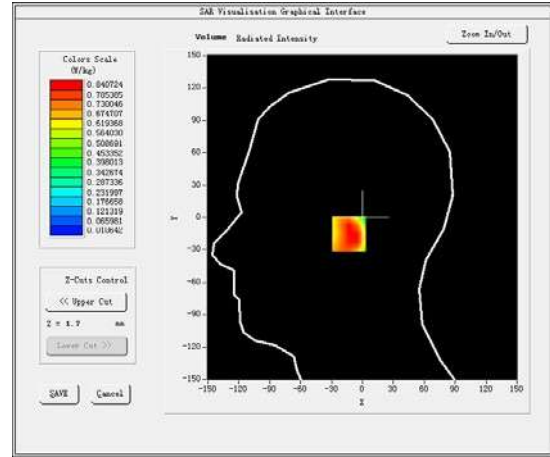 SAR Visualisation Graphical Interface
Volume Radiated Intensity
Zoom In/Out
Colors Scale
(W/kg)
0.840724
0.785385
0.730046
0.674707
0.619368
0.564030
0.508691
0.453352
0.398013
0.342674
0.287336
0.231997
0.176658
0.121319
0.065981
0.010642
Z-Cuts Control
<< Upper Cut
Z = 1.7 mm
Lower Cut >>
SAVE Cancel
150
120
90
60
30
0
-30
-60
-90
-120
-150
Y
-150 -120 -90 -60 -30 0 30 60 90 120 150
X